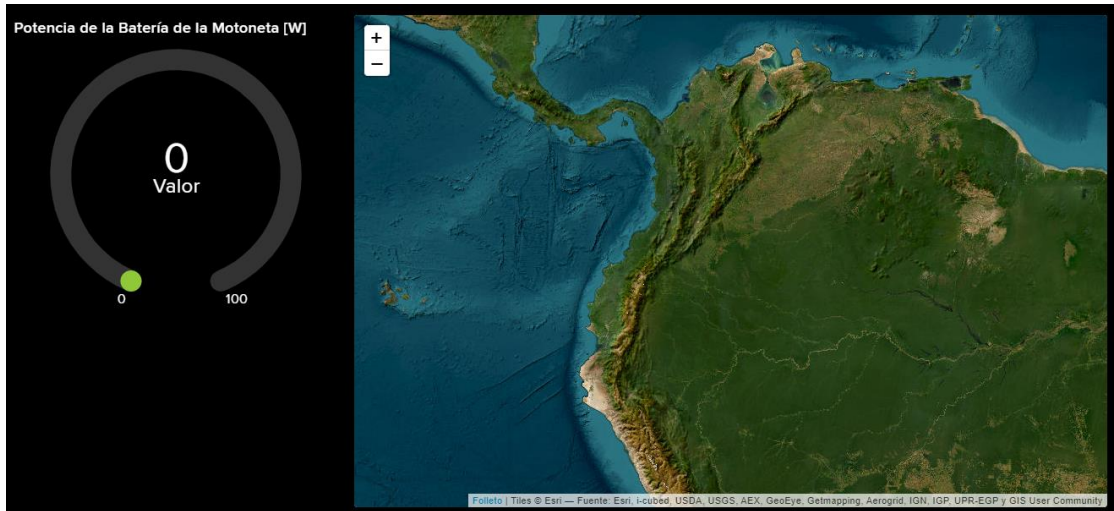 Potencia de la Batería de la Motoneta [W]
0
Valor
0
100
+
−
Folleto | Tiles © Esri — Fuente: Esri, i-cubed, USDA, USGS, AEX, GeoEye, Getmapping, Aerogrid, IGN, IGP, UPR-EGP y GIS User Community